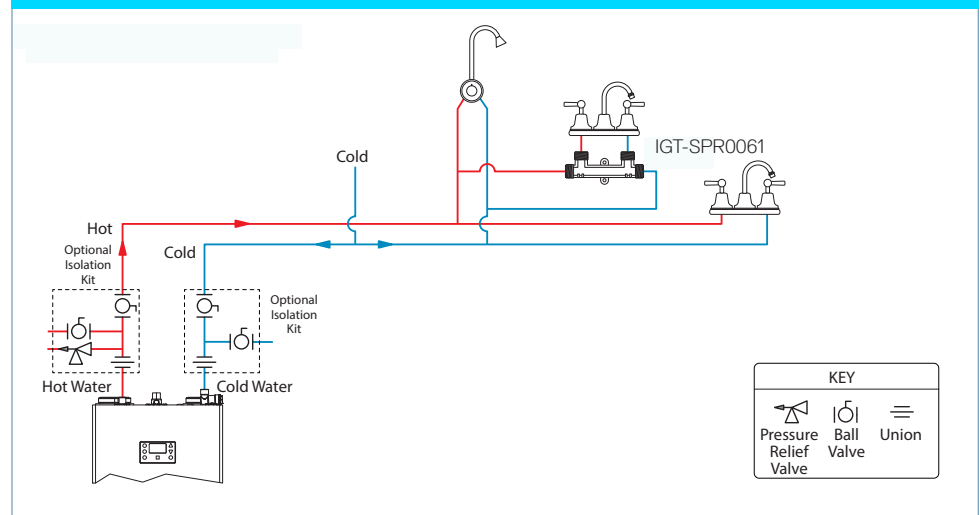 IGT-SPR0061
Cold
Hot
Optional
Isolation
Kit
Cold
Optional
Isolation
Kit
Hot Water
Cold Water
KEY
Pressure
Relief
Valve
Ball
Valve
Union